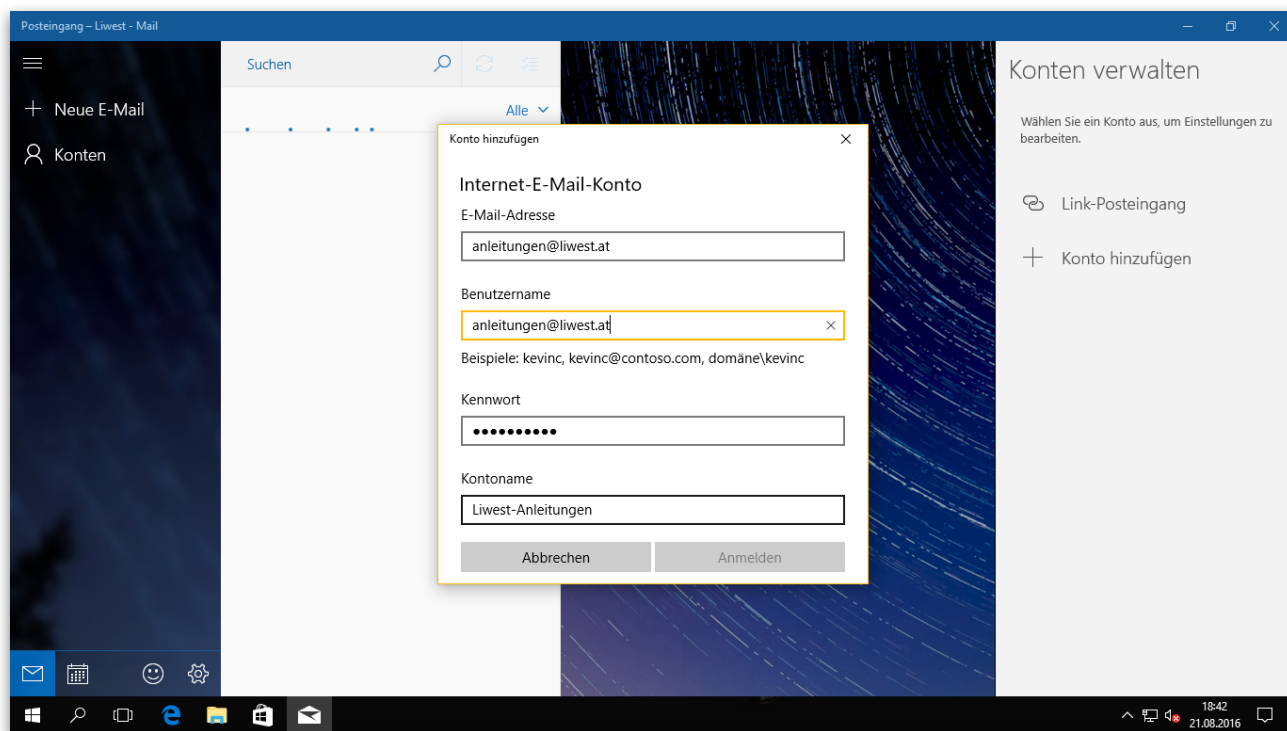 Posteingang – Liwest - Mail
Suchen
Neue E-Mail
Alle
Konten
Konto hinzufügen
Internet-E-Mail-Konto
E-Mail-Adresse
anleitungen@liwest.at
Benutzername
anleitungen@liwest.at
Beispiele: kevinc, kevinc@contoso.com, domäne\kevinc
Kennwort
••••••••••
Kontoname
Liwest-Anleitungen
Abbrechen
Anmelden
Konten verwalten
Wählen Sie ein Konto aus, um Einstellungen zu
bearbeiten.
Link-Posteingang
Konto hinzufügen
18:42
21.08.2016